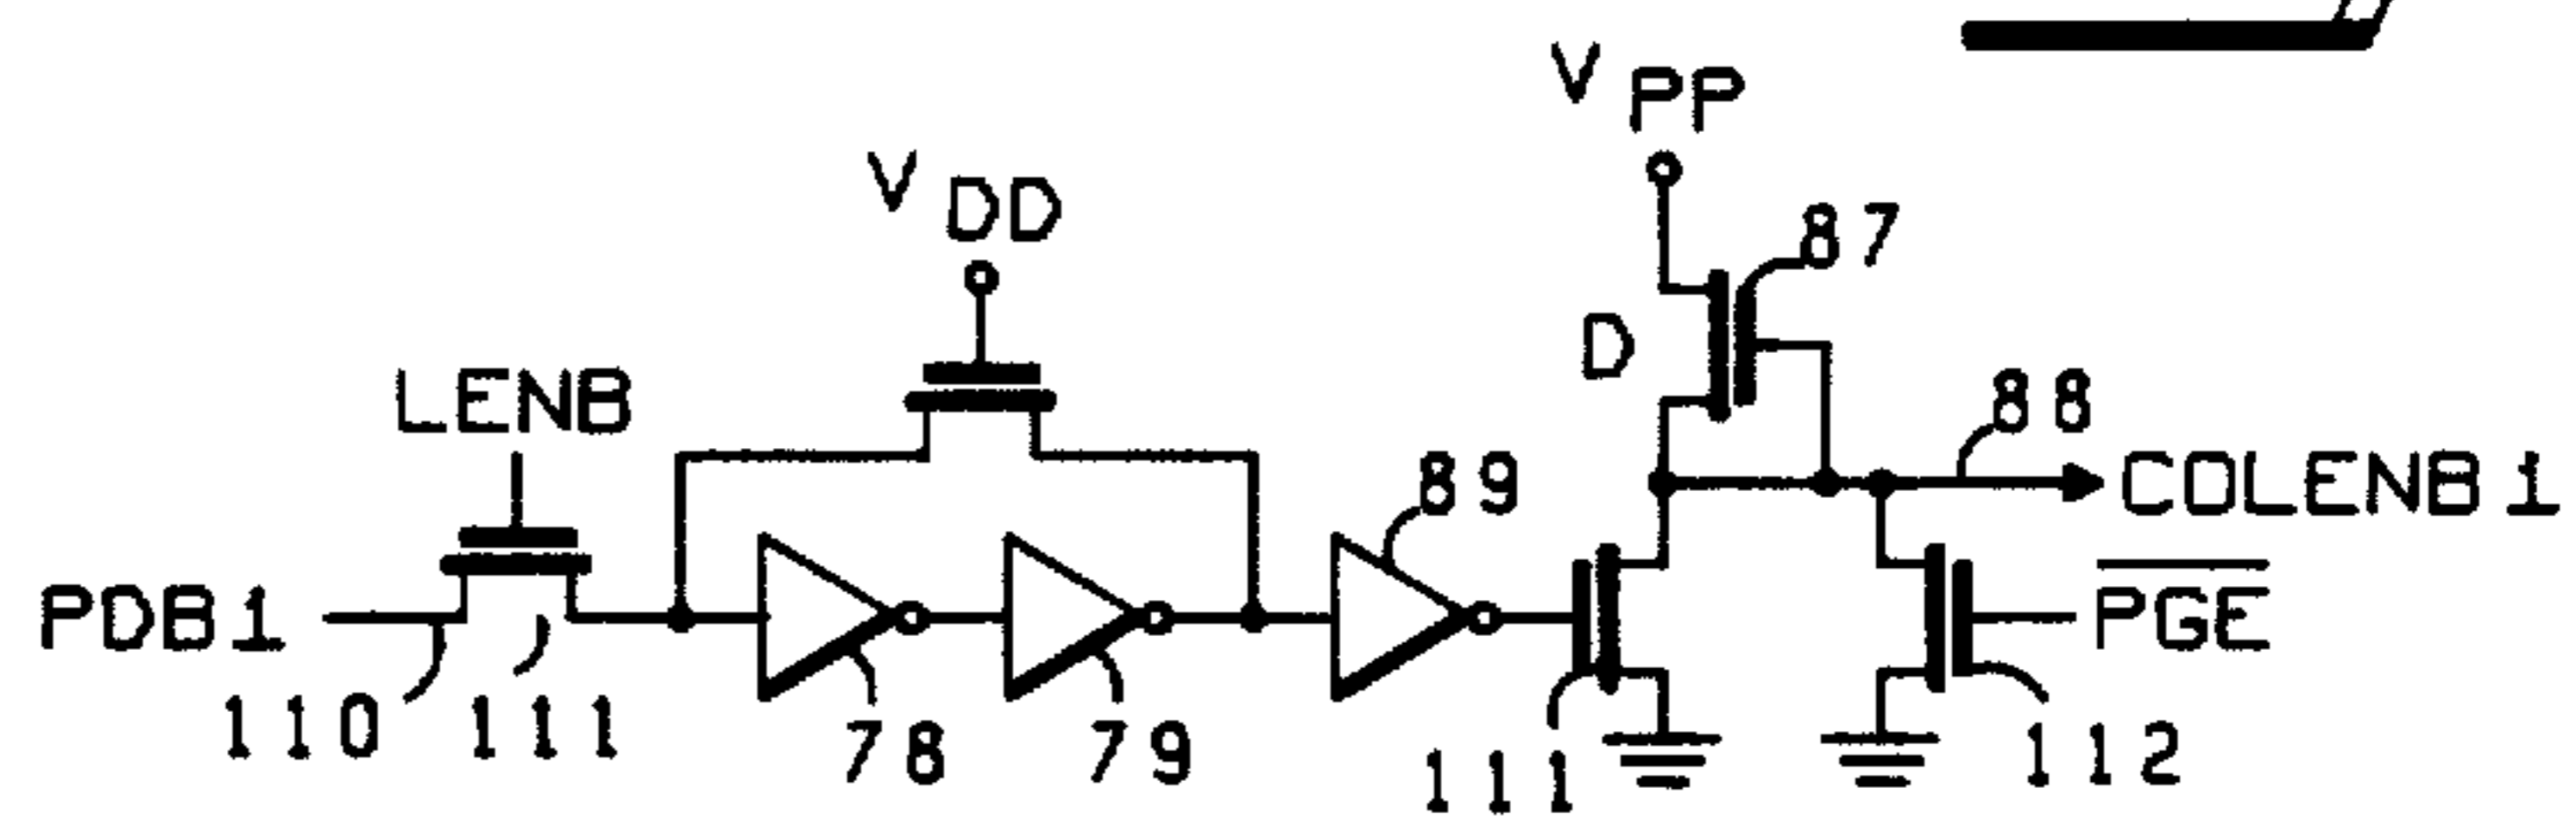 V PP
V DD
87
D
LENB
88
89
COLENB1
PDB1
PGE
110
111
78
79
111
112